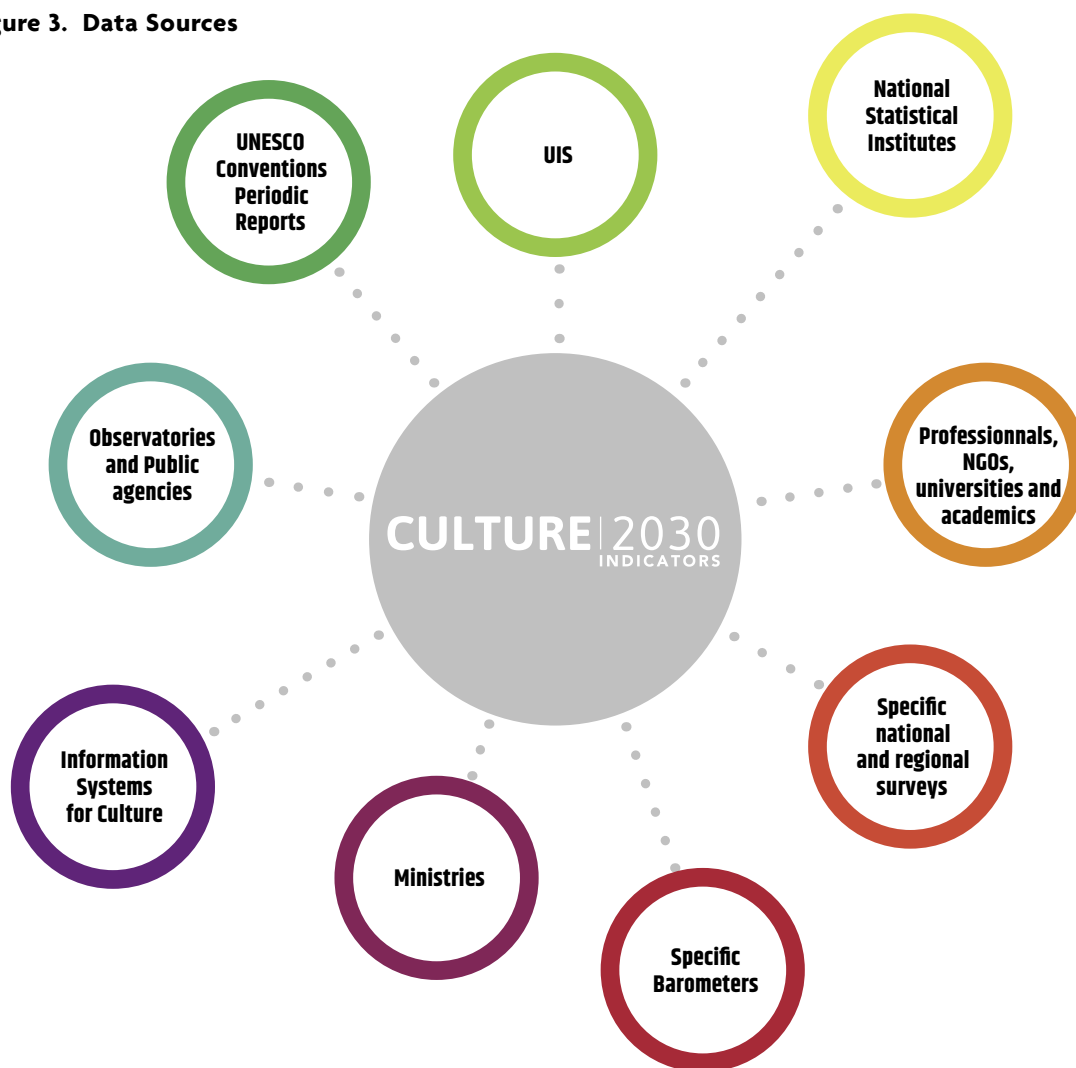 gure 3. Data Sources
UNESCO
Conventions
Periodic
Reports
UIS
National
Statistical
Institutes
Observatories
and Public
agencies
Professionnals,
NGOs,
universities and
academics
CULTURE|2030
INDICATORS
Information
Systems
for Culture
Specific
national
and regional
surveys
Ministries
Specific
Barometers